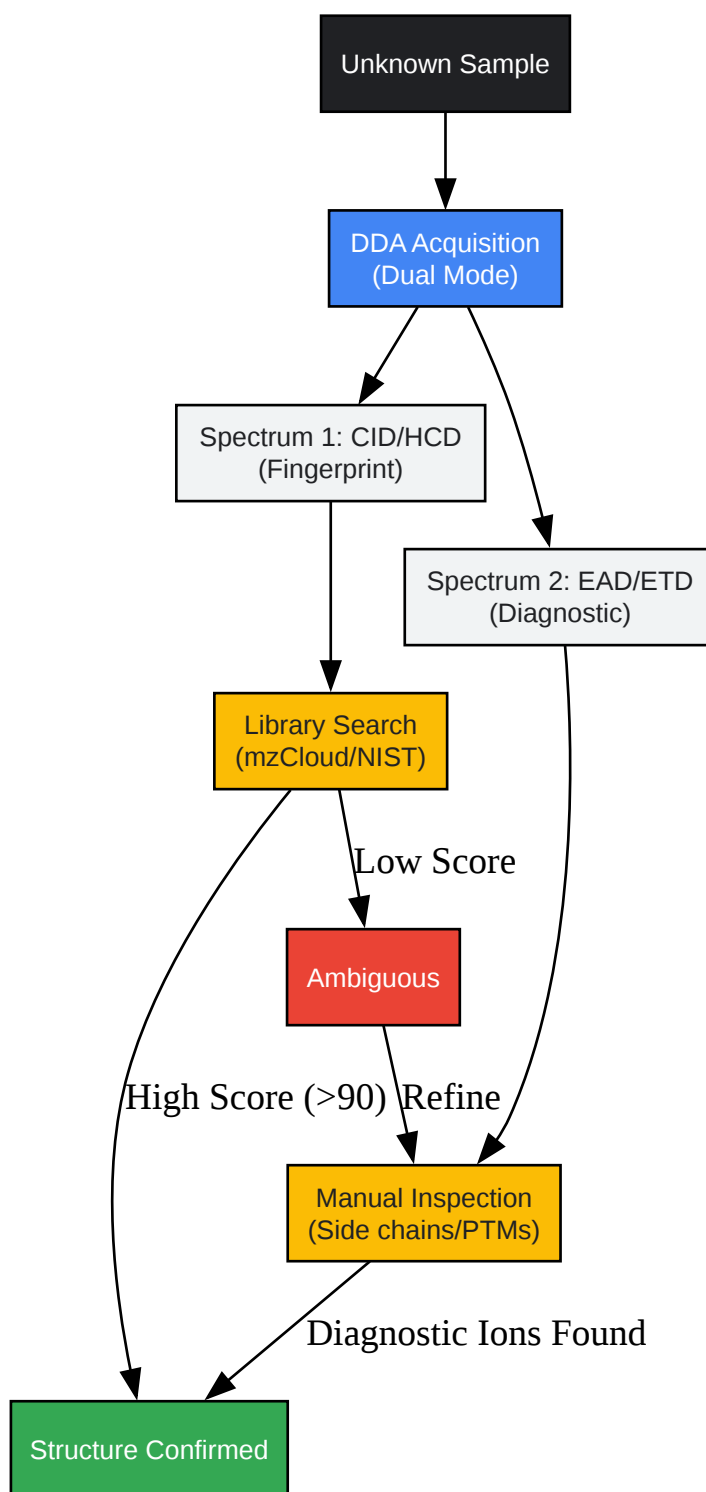 Unknown Sample
DDA Acquisition
(Dual Mode)
Spectrum 1: CID/HCD
(Fingerprint)
Spectrum 2: EAD/ETD
(Diagnostic)
Library Search
(mzCloud/NIST)
Low Score
Ambiguous
High Score (>90)
Refine
Manual Inspection
(Side chains/PTMs)
Diagnostic Ions Found
Structure Confirmed